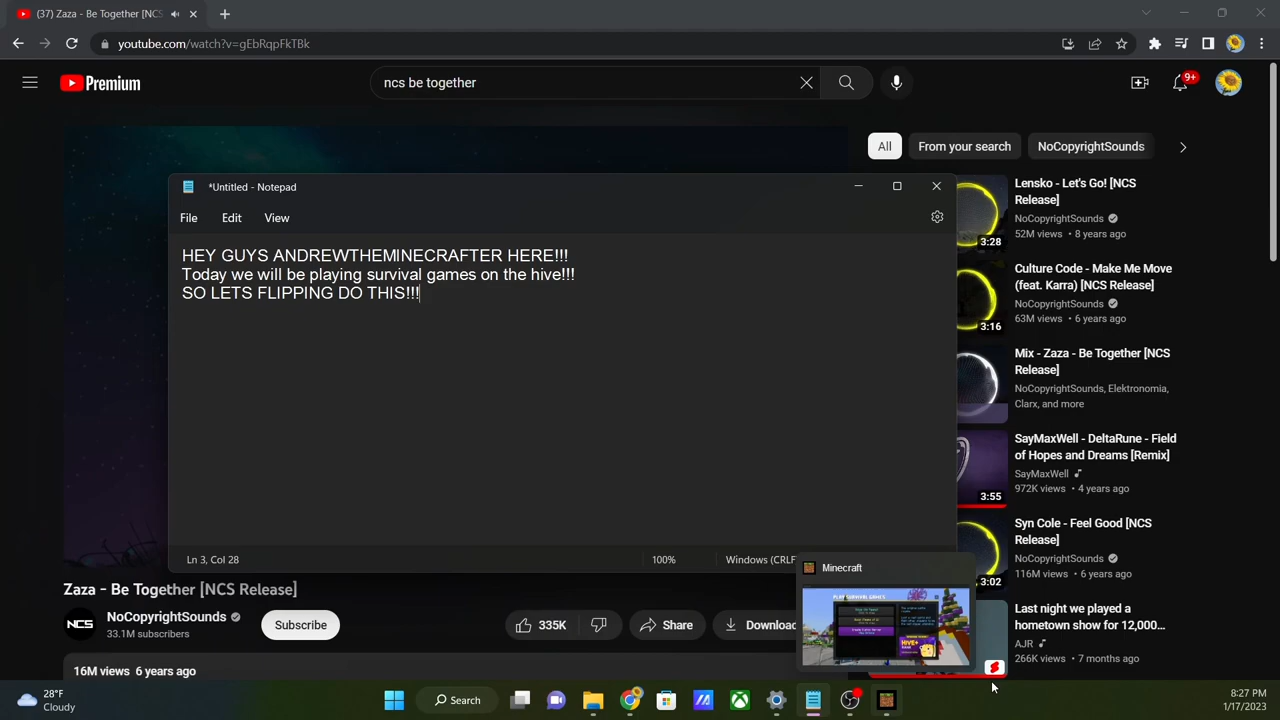 (37) Zaza - Be Together [NCS
youtube.com/watch?v=gEbRqpFkTBk
Premium
ncs be together
9+
All
From your search
NoCopyrightSounds
*Untitled - Notepad
File
Edit
View
HEY GUYS ANDREWTHEMINECRAFTER HERE!!!
Today we will be playing survival games on the hive!!!
SO LETS FLIPPING DO THIS!!!
Ln 3, Col 28
100%
Windows (CRLF
Minecraft
PLAY SURVIVAL GAMES
HIVE+
Lensko - Let's Go! [NCS
Release]
NoCopyrightSounds
52M views • 8 years ago
3:28
Culture Code - Make Me Move
(feat. Karra) [NCS Release]
NoCopyrightSounds
63M views • 6 years ago
3:16
Mix - Zaza - Be Together [NCS
Release]
NoCopyrightSounds, Elektronomia,
Clarx, and more
SayMaxWell - DeltaRune - Field
of Hopes and Dreams [Remix]
SayMaxWell
972K views • 4 years ago
3:55
Syn Cole - Feel Good [NCS
Release]
NoCopyrightSounds
116M views • 6 years ago
3:02
Last night we played a
hometown show for 12,000...
AJR
266K views • 7 months ago
Zaza - Be Together [NCS Release]
NCS
NoCopyrightSounds
33.1M subscribers
Subscribe
335K
Share
Download
16M views 6 years ago
28°F
Cloudy
Search
8:27 PM
1/17/2023